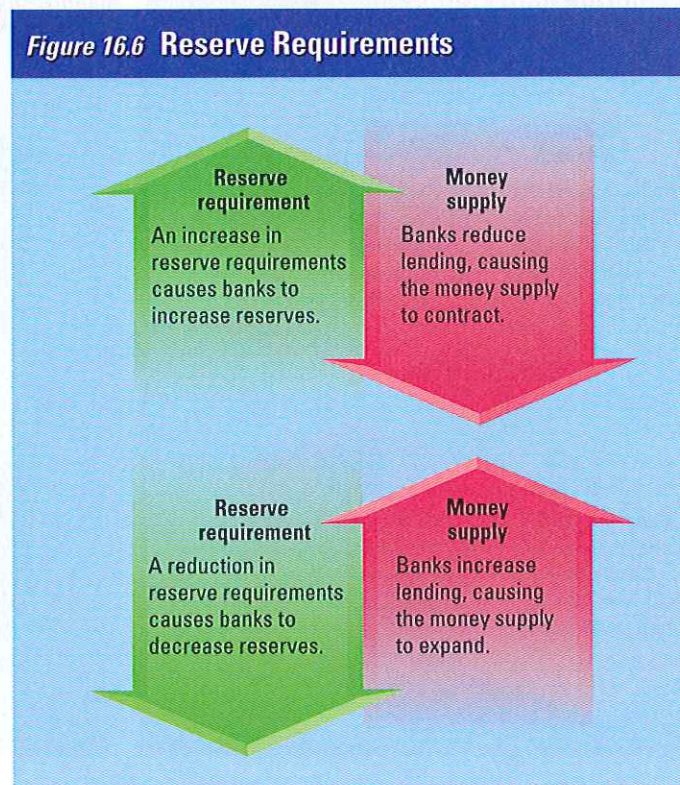 Figure 16.6 Reserve Requirements
Reserve
requirement
An increase in
reserve requirements
causes banks to
increase reserves.
Money
supply
Banks reduce
lending, causing
the money supply
to contract.
Reserve
requirement
A reduction in
reserve requirements
causes banks to
decrease reserves.
Money
supply
Banks increase
lending, causing
the money supply
to expand.